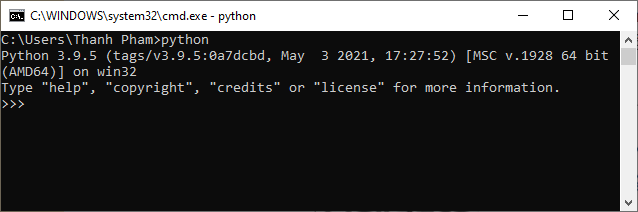 C:\WINDOWS\system32\cmd.exe - python
C:\Users\Thanh Pham>python
Python 3.9.5 (tags/v3.9.5:0a7dcbd, May  3 2021, 17:27:52) [MSC v.1928 64 bit
(AMD64)] on win32
Type "help", "copyright", "credits" or "license" for more information.
>>>